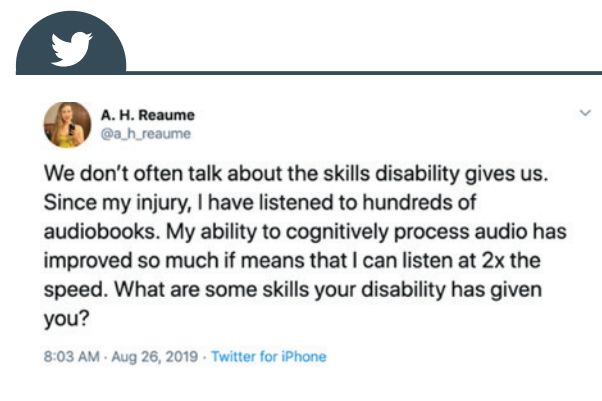 A. H. Reaume
@a_h_reaume
We don't often talk about the skills disability gives us.
Since my injury, I have listened to hundreds of
audiobooks. My ability to cognitively process audio has
improved so much if means that I can listen at 2x the
speed. What are some skills your disability has given
you?
8:03 AM · Aug 26, 2019 · Twitter for iPhone